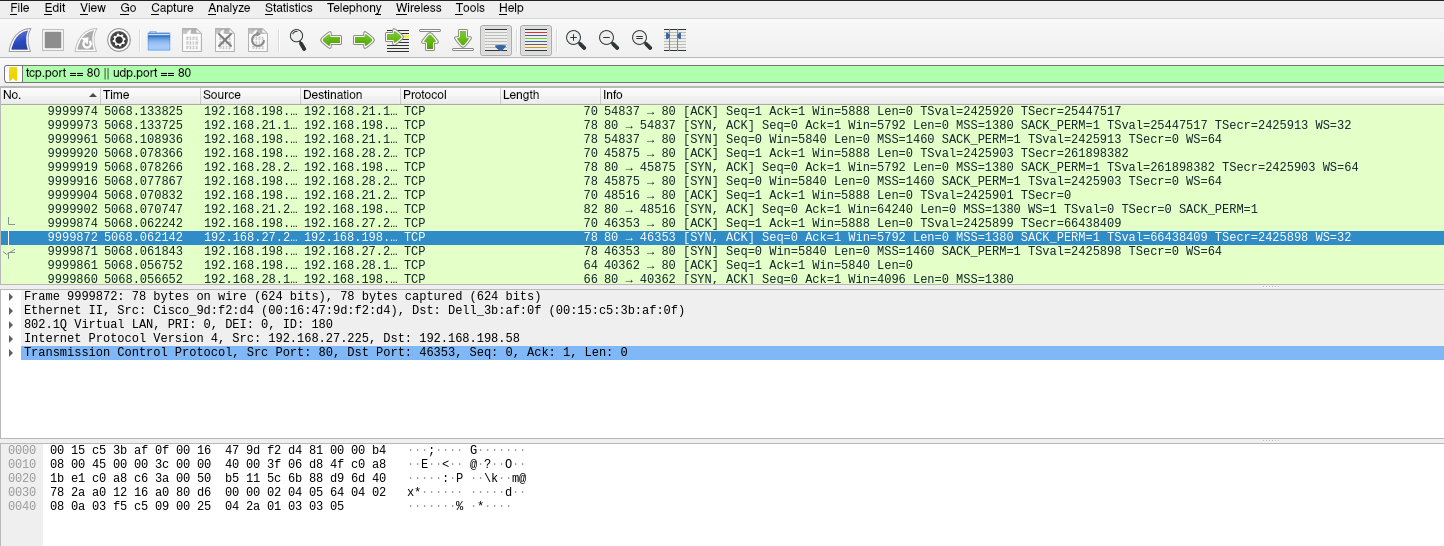 File Edit View Go Capture Analyze Statistics Telephony Wireless Tools Help
tcp.port == 80 || udp.port == 80
No. Time Source Destination Protocol Length Info
9999974 5068.133825 192.168.198.… 192.168.21.1… TCP 70 54837 → 80 [ACK] Seq=1 Ack=1 Win=5888 Len=0 TSval=2425920 TSecr=25447517
9999973 5068.133725 192.168.21.1… 192.168.198.… TCP 78 80 → 54837 [SYN, ACK] Seq=0 Ack=1 Win=5792 Len=0 MSS=1380 SACK_PERM=1 TSval=25447517 TSecr=2425913 WS=32
9999961 5068.108936 192.168.198.… 192.168.21.1… TCP 78 54837 → 80 [SYN] Seq=0 Win=5840 Len=0 MSS=1460 SACK_PERM=1 TSval=2425913 TSecr=0 WS=64
9999920 5068.078366 192.168.198.… 192.168.28.2… TCP 70 45875 → 80 [ACK] Seq=1 Ack=1 Win=5888 Len=0 TSval=2425903 TSecr=261898382
9999919 5068.078266 192.168.28.2… 192.168.198.… TCP 78 80 → 45875 [SYN, ACK] Seq=0 Ack=1 Win=5792 Len=0 MSS=1380 SACK_PERM=1 TSval=261898382 TSecr=2425903 WS=64
9999916 5068.077867 192.168.198.… 192.168.28.2… TCP 78 45875 → 80 [SYN] Seq=0 Win=5840 Len=0 MSS=1460 SACK_PERM=1 TSval=2425903 TSecr=0 WS=64
9999904 5068.070832 192.168.198.… 192.168.21.2… TCP 70 48516 → 80 [ACK] Seq=1 Ack=1 Win=5840 Len=0 TSval=2425901 TSecr=0
9999902 5068.070747 192.168.21.2… 192.168.198.… TCP 82 80 → 48516 [SYN, ACK] Seq=0 Ack=1 Win=64240 Len=0 MSS=1380 WS=1 TSval=0 TSecr=0 SACK_PERM=1
9999874 5068.062242 192.168.198.… 192.168.27.2… TCP 70 46353 → 80 [ACK] Seq=1 Ack=1 Win=5888 Len=0 TSval=2425899 TSecr=66438409
9999872 5068.062142 192.168.27.2… 192.168.198.… TCP 78 80 → 46353 [SYN, ACK] Seq=0 Ack=1 Win=5792 Len=0 MSS=1380 SACK_PERM=1 TSval=66438409 TSecr=2425898 WS=32
9999871 5068.061843 192.168.198.… 192.168.27.2… TCP 78 46353 → 80 [SYN] Seq=0 Win=5840 Len=0 MSS=1460 SACK_PERM=1 TSval=2425898 TSecr=0 WS=64
9999861 5068.056752 192.168.198.… 192.168.28.1… TCP 64 40362 → 80 [ACK] Seq=1 Ack=1 Win=5840 Len=0
9999860 5068.056652 192.168.28.1… 192.168.198.… TCP 66 80 → 40362 [SYN, ACK] Seq=0 Ack=1 Win=4096 Len=0 MSS=1380
Frame 9999872: 78 bytes on wire (624 bits), 78 bytes captured (624 bits)
Ethernet II, Src: Cisco_9d:f2:d4 (00:16:47:9d:f2:d4), Dst: Dell_3b:af:0f (00:15:c5:3b:af:0f)
802.1Q Virtual LAN, PRI: 0, DEI: 0, ID: 180
Internet Protocol Version 4, Src: 192.168.27.225, Dst: 192.168.198.58
Transmission Control Protocol, Src Port: 80, Dst Port: 46353, Seq: 0, Ack: 1, Len: 0
0000 00 15 c5 3b af 0f 00 16 47 9d f2 d4 81 00 00 b4 ···;···· G·······
0010 08 00 45 00 00 3c 00 00 40 00 3f 06 d8 4f c0 a8 ··E··<·· @·?··O··
0020 1b e1 c0 a8 c6 3a 00 50 b5 11 5c 6b 88 d9 6d 40 ·····:·P ··\k··m@
0030 78 2a a0 12 16 a0 80 d6 00 00 02 04 05 64 04 02 x*······ ·····d··
0040 08 0a 03 f5 c5 09 00 25 04 2a 01 03 03 05 ·······% ·*····